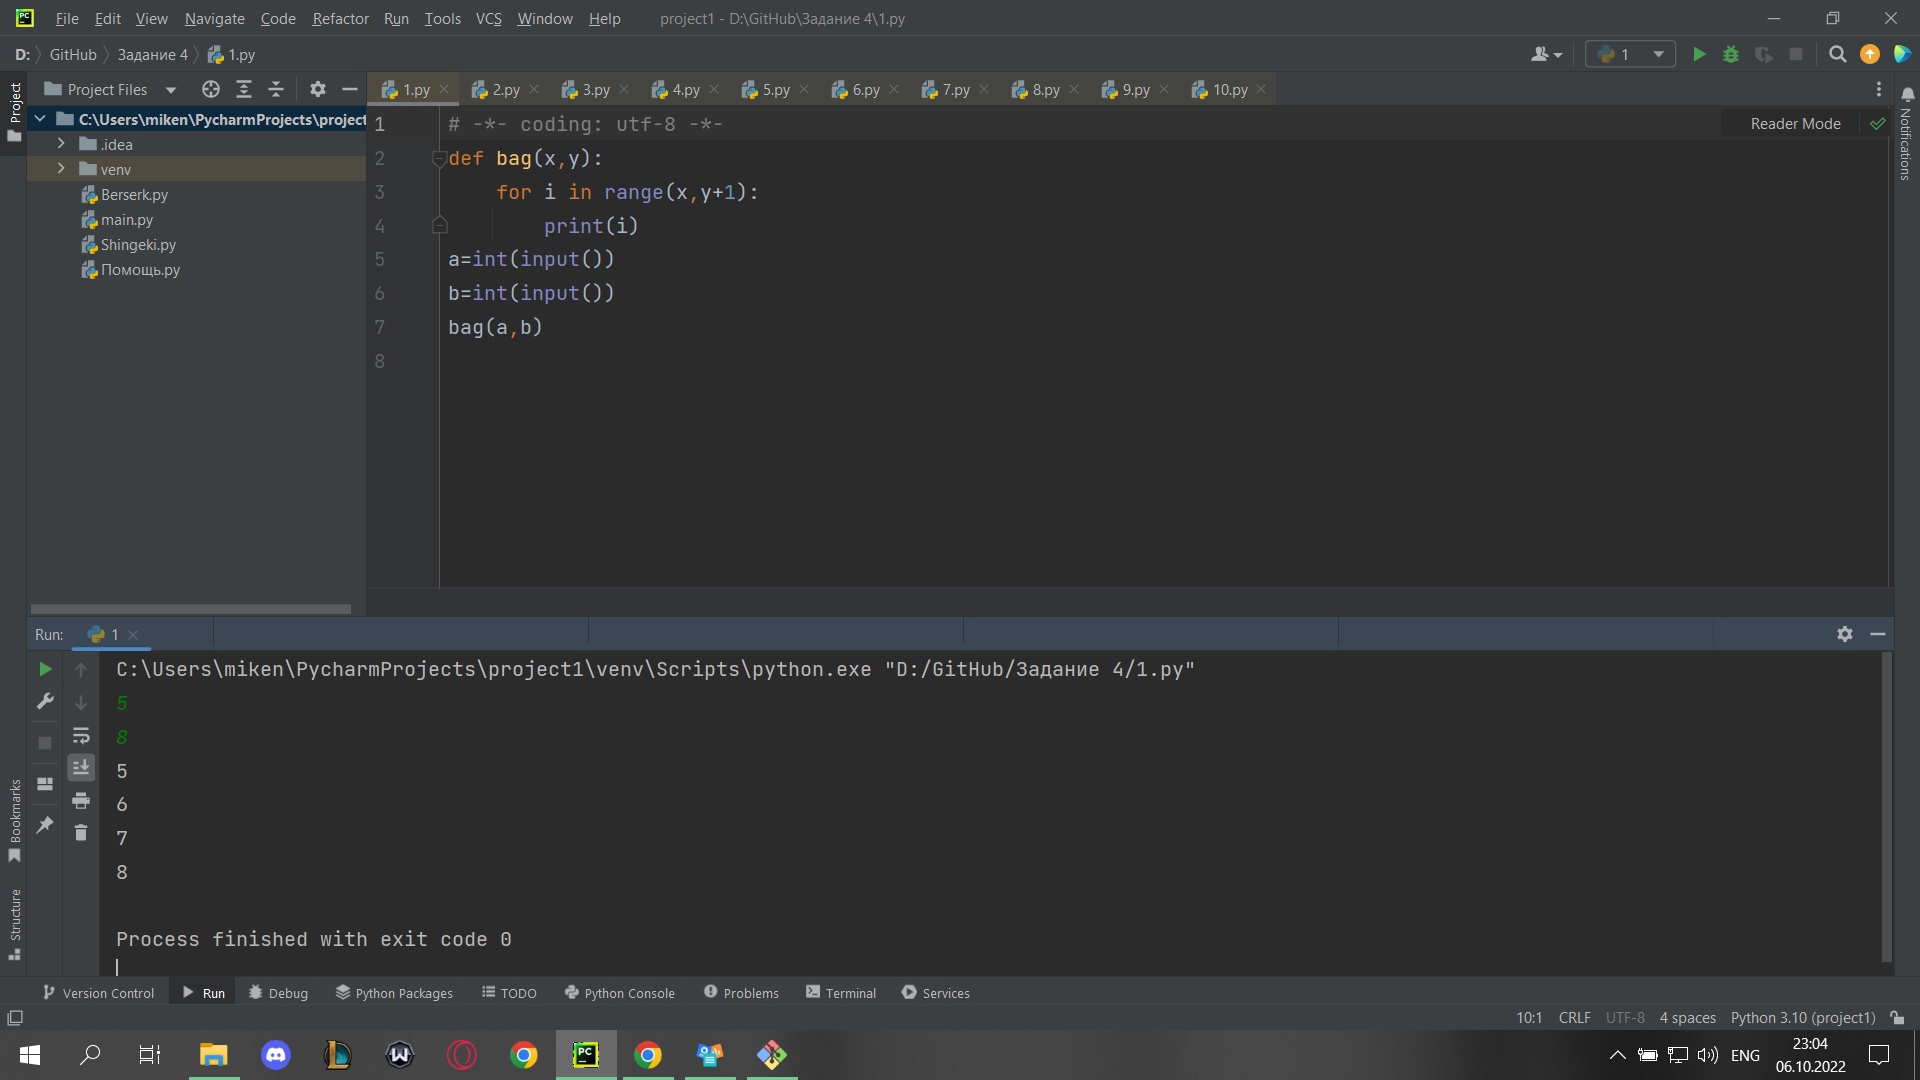 PC
File Edit View Navigate Code Refactor Run Tools VCS Window Help project1 - D:\GitHub\Задание 4\1.py
D: GitHub Задание 4 1.py
1
Project
Project Files
1.py 2.py 3.py 4.py 5.py 6.py 7.py 8.py 9.py 10.py
C:\Users\miken\PycharmProjects\project
.idea
venv
Berserk.py
main.py
Shingeki.py
Помощь.py
1 # -*- coding: utf-8 -*-
2 def bag(x,y):
3 for i in range(x,y+1):
4 print(i)
5 a=int(input())
6 b=int(input())
7 bag(a,b)
8
Reader Mode
Notifications
Run: 1
C:\Users\miken\PycharmProjects\project1\venv\Scripts\python.exe "D:/GitHub/Задание 4/1.py"
5
8
5
6
7
8
Process finished with exit code 0
Bookmarks
Structure
Version Control Run Debug Python Packages TODO Python Console Problems Terminal Services
10:1 CRLF UTF-8 4 spaces Python 3.10 (project1)
PC
ENG
23:04
06.10.2022